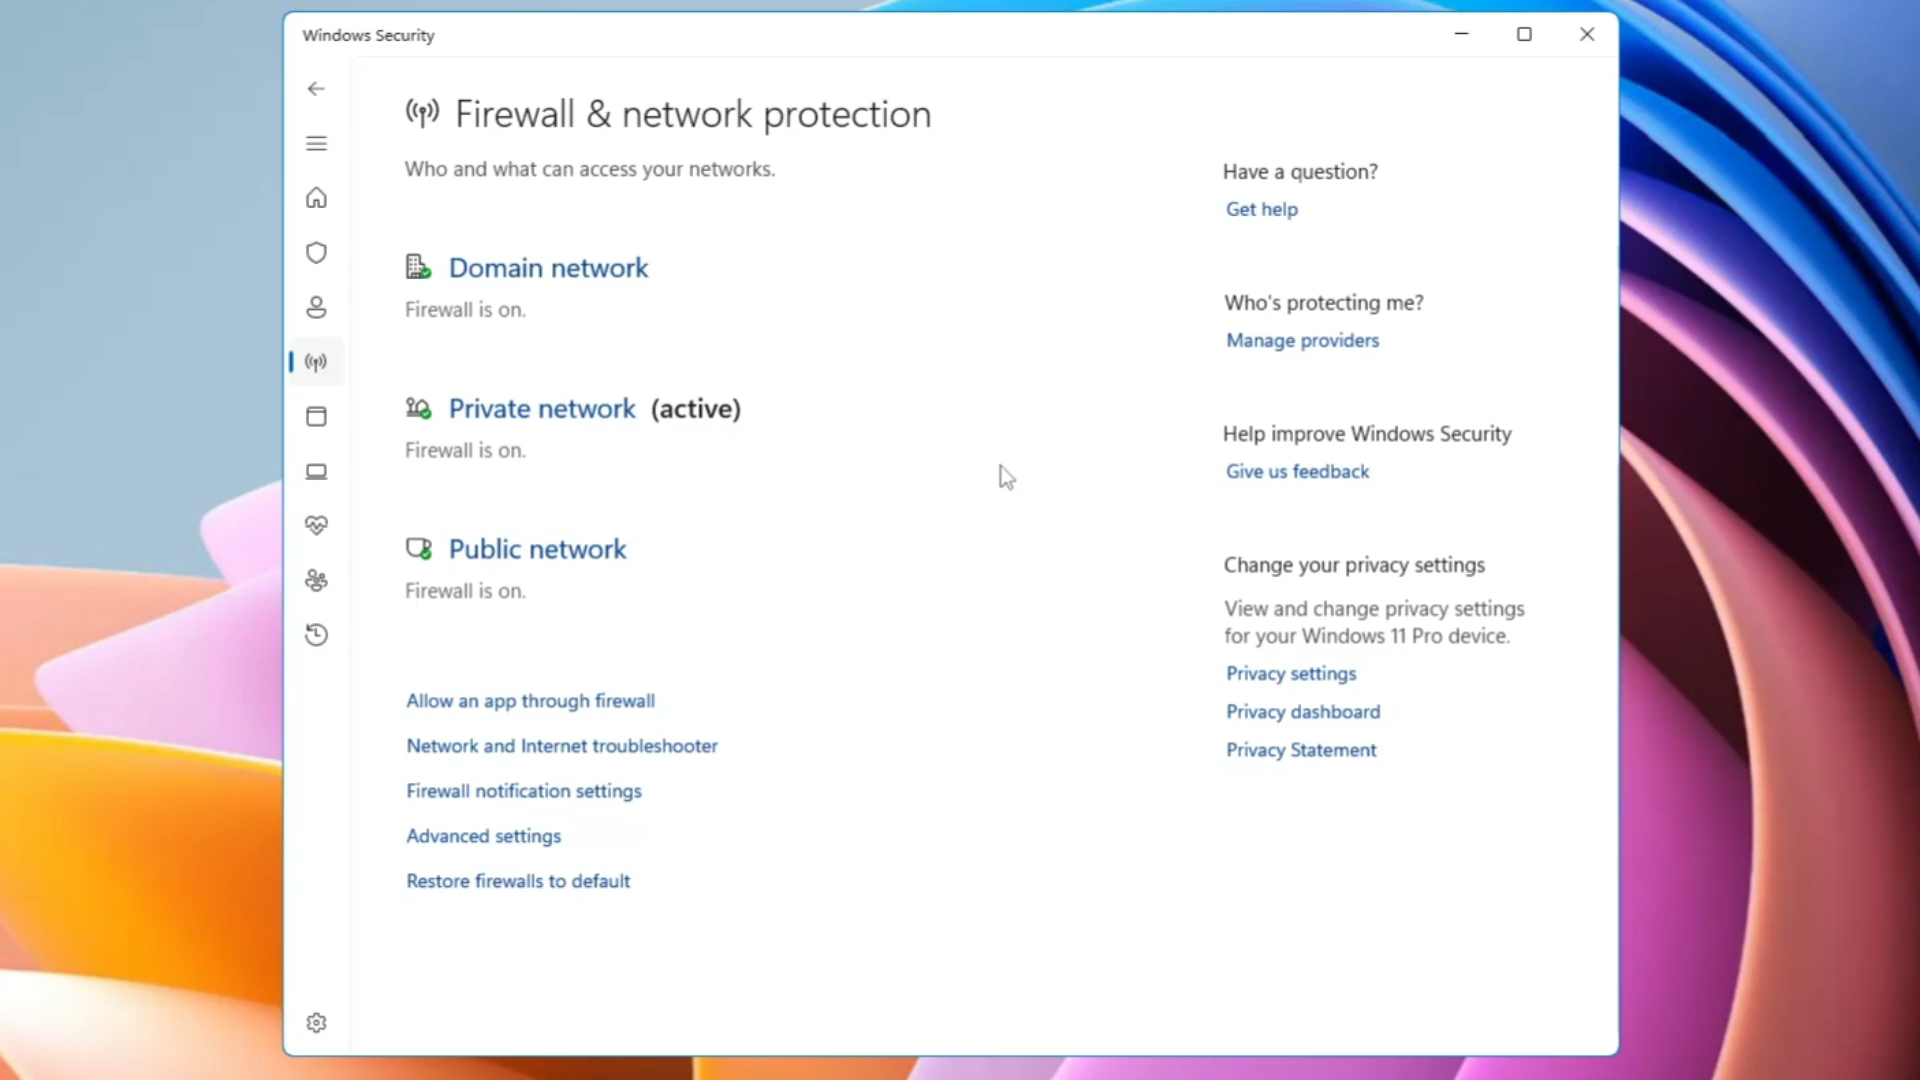 Windows Security
Firewall & network protection
Who and what can access your networks.
Domain network
Firewall is on.
Private network (active)
Firewall is on.
Public network
Firewall is on.
Allow an app through firewall
Network and Internet troubleshooter
Firewall notification settings
Advanced settings
Restore firewalls to default
Have a question?
Get help
Who's protecting me?
Manage providers
Help improve Windows Security
Give us feedback
Change your privacy settings
View and change privacy settings
for your Windows 11 Pro device.
Privacy settings
Privacy dashboard
Privacy Statement